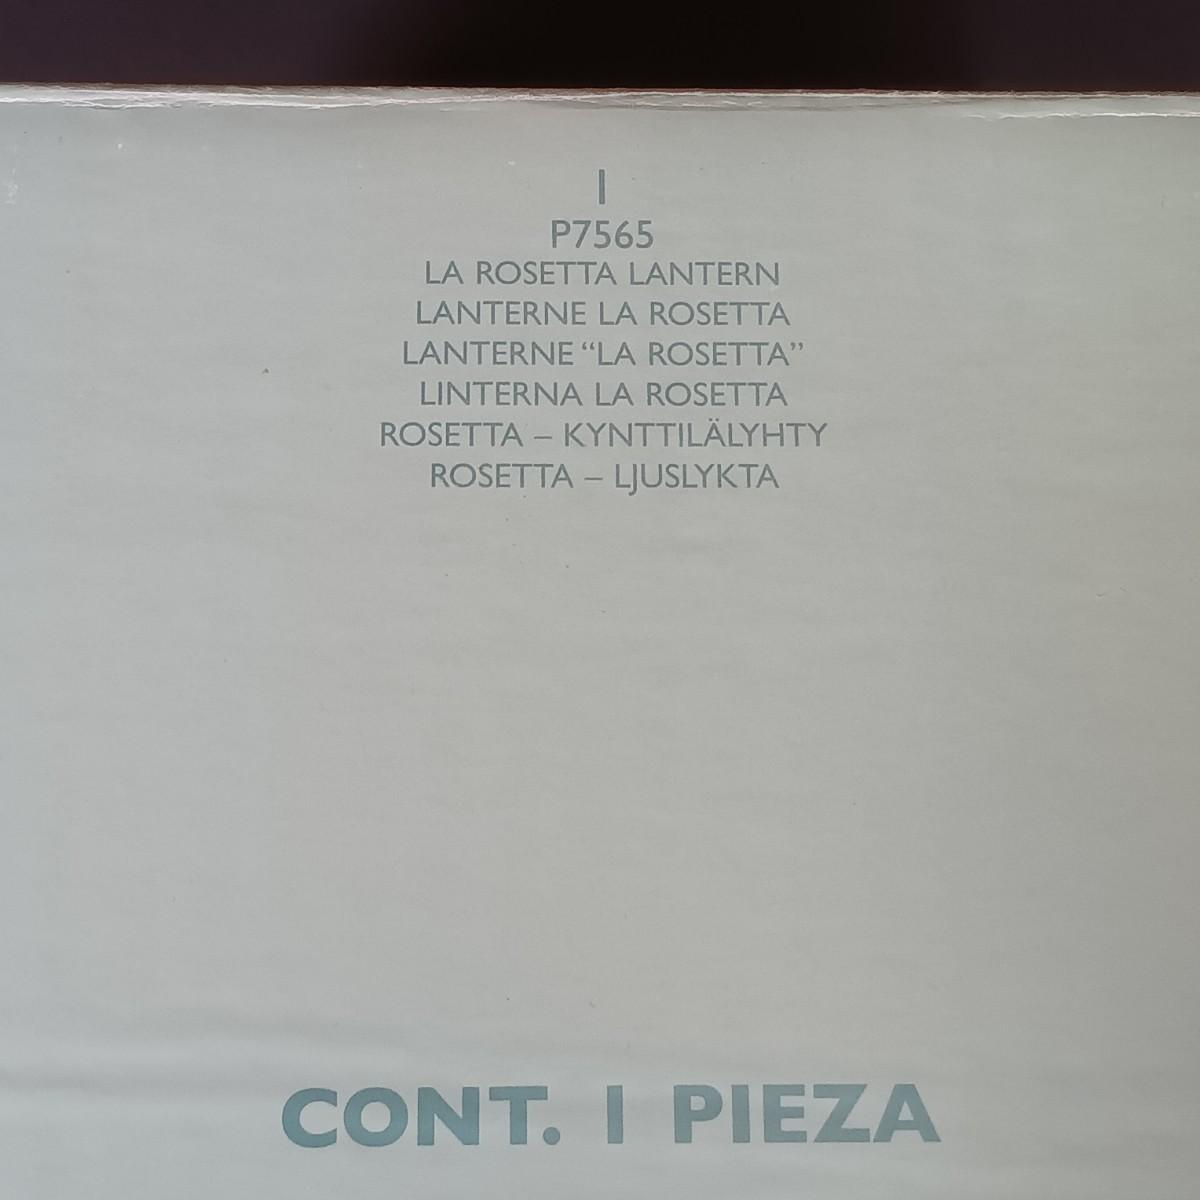 1
P7565
LA ROSETTA LANTERN
LANTERNE LA ROSETTA
LANTERNE “LA ROSETTA”
LINTERNA LA ROSETTA
ROSETTA – KYNTTILÄLYHTY
ROSETTA – LJUSLYKTA
CONT. 1 PIEZA